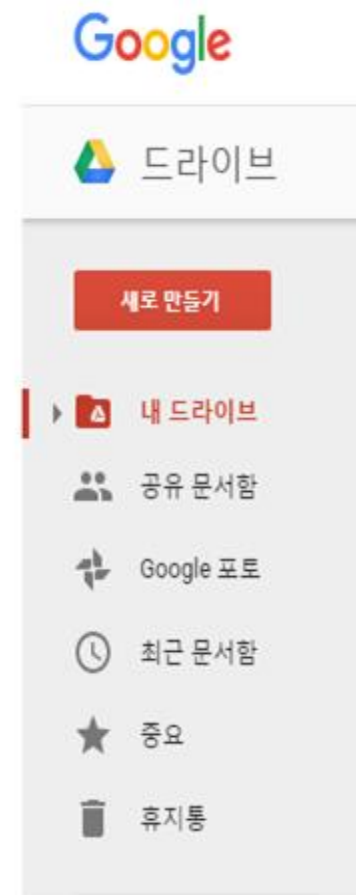 Google
드라이브
새로 만들기
내 드라이브
공유 문서함
Google 포토
최근 문서함
중요
휴지통